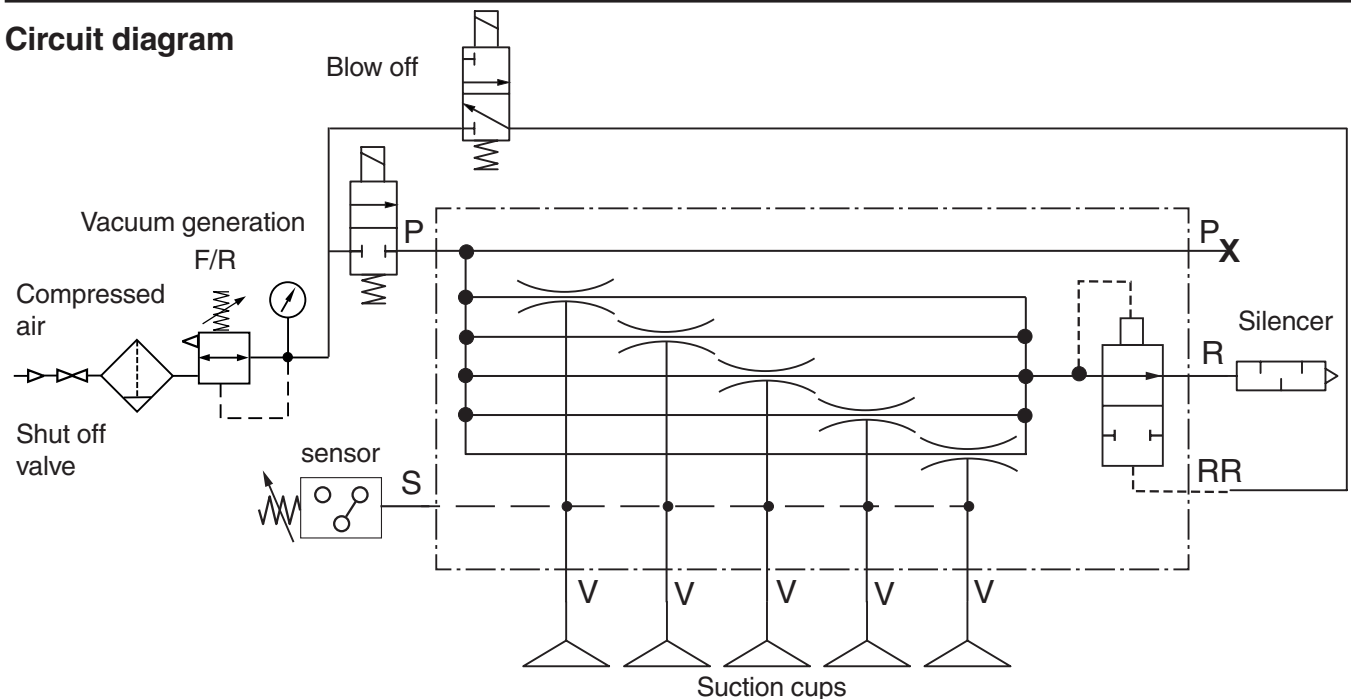 Circuit diagram
Blow off
Vacuum generation
F/R
P
P
X
Compressed
air
Silencer
R
Shut off
valve
sensor
S
RR
V
V
V
V
V
Suction cups